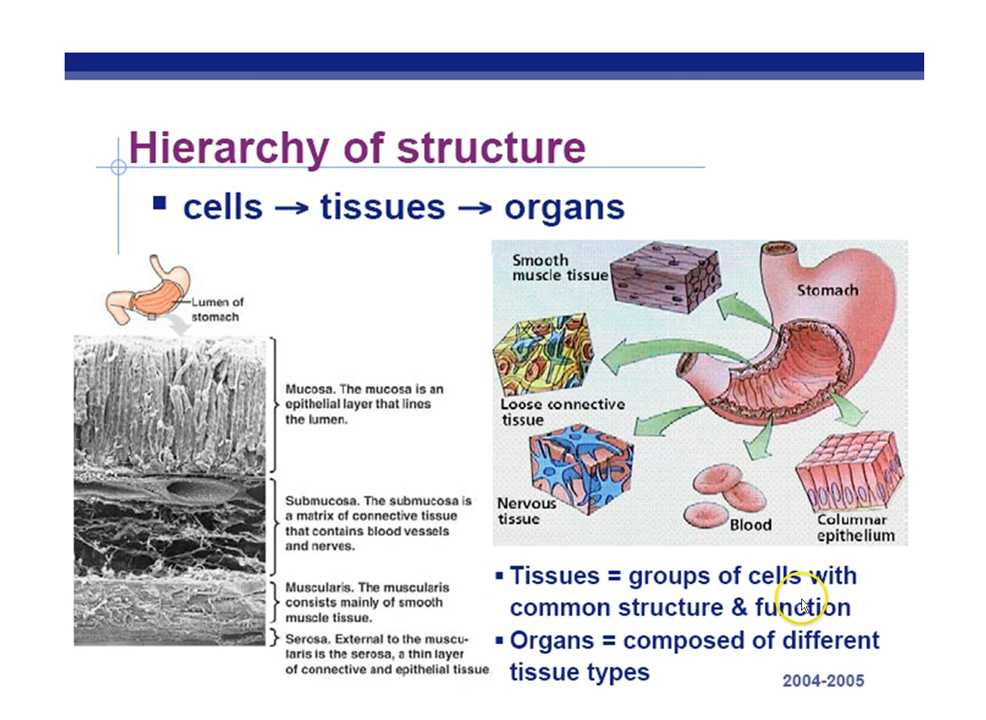 Hierarchy of structure
▪ cells → tissues → organs
Lumen of
stomach
Mucosa. The mucosa is an
epithelial layer that lines
the lumen.
Submucosa. The submucosa is
a matrix of connective tissue
that contains blood vessels
and nerves.
Muscularis. The muscularis
consists mainly of smooth
muscle tissue.
Serosa. External to the muscu-
laris is the serosa, a thin layer
of connective and epithelial tissue.
Smooth
muscle tissue
Stomach
Loose connective
tissue
Nervous
tissue
Blood
Columnar
epithelium
▪ Tissues = groups of cells with
common structure & function
▪ Organs = composed of different
tissue types
2004-2005